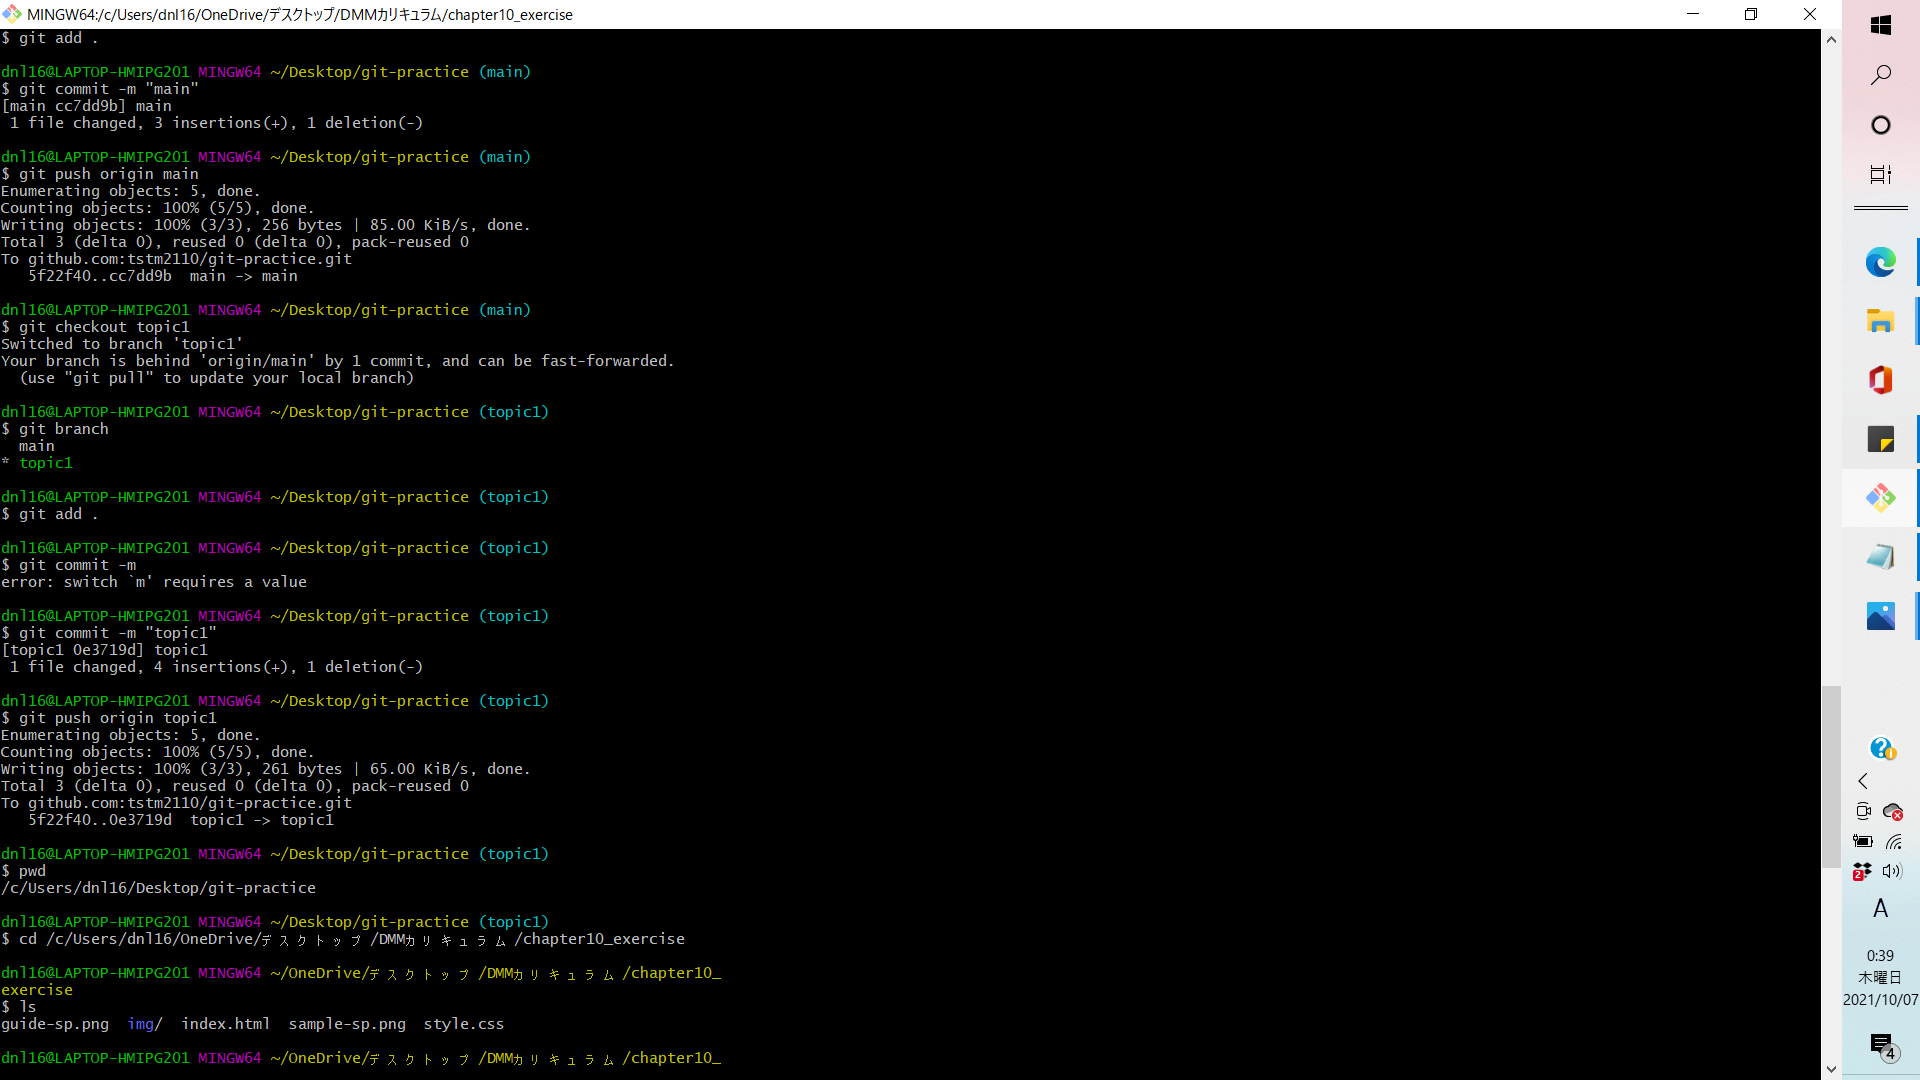 MINGW64:/c/Users/dnl16/OneDrive/デスクトップ/DMMカリキュラム/chapter10_exercise
$ git add .
dnl16@LAPTOP-HMIPG201 MINGW64 ~/Desktop/git-practice (main)
$ git commit -m "main"
[main cc7dd9b] main
 1 file changed, 3 insertions(+), 1 deletion(-)
dnl16@LAPTOP-HMIPG201 MINGW64 ~/Desktop/git-practice (main)
$ git push origin main
Enumerating objects: 5, done.
Counting objects: 100% (5/5), done.
Writing objects: 100% (3/3), 256 bytes | 85.00 KiB/s, done.
Total 3 (delta 0), reused 0 (delta 0), pack-reused 0
To github.com:tstm2110/git-practice.git
   5f22f40..cc7dd9b  main -> main
dnl16@LAPTOP-HMIPG201 MINGW64 ~/Desktop/git-practice (main)
$ git checkout topic1
Switched to branch 'topic1'
Your branch is behind 'origin/main' by 1 commit, and can be fast-forwarded.
  (use "git pull" to update your local branch)
dnl16@LAPTOP-HMIPG201 MINGW64 ~/Desktop/git-practice (topic1)
$ git branch
  main
* topic1
dnl16@LAPTOP-HMIPG201 MINGW64 ~/Desktop/git-practice (topic1)
$ git add .
dnl16@LAPTOP-HMIPG201 MINGW64 ~/Desktop/git-practice (topic1)
$ git commit -m
error: switch `m' requires a value
dnl16@LAPTOP-HMIPG201 MINGW64 ~/Desktop/git-practice (topic1)
$ git commit -m "topic1"
[topic1 0e3719d] topic1
 1 file changed, 4 insertions(+), 1 deletion(-)
dnl16@LAPTOP-HMIPG201 MINGW64 ~/Desktop/git-practice (topic1)
$ git push origin topic1
Enumerating objects: 5, done.
Counting objects: 100% (5/5), done.
Writing objects: 100% (3/3), 261 bytes | 65.00 KiB/s, done.
Total 3 (delta 0), reused 0 (delta 0), pack-reused 0
To github.com:tstm2110/git-practice.git
   5f22f40..0e3719d  topic1 -> topic1
dnl16@LAPTOP-HMIPG201 MINGW64 ~/Desktop/git-practice (topic1)
$ pwd
/c/Users/dnl16/Desktop/git-practice
dnl16@LAPTOP-HMIPG201 MINGW64 ~/Desktop/git-practice (topic1)
$ cd /c/Users/dnl16/OneDrive/デスクトップ/DMMカリキュラム/chapter10_exercise
dnl16@LAPTOP-HMIPG201 MINGW64 ~/OneDrive/デスクトップ/DMMカリキュラム/chapter10_
exercise
$ ls
guide-sp.png  img/  index.html  sample-sp.png  style.css
dnl16@LAPTOP-HMIPG201 MINGW64 ~/OneDrive/デスクトップ/DMMカリキュラム/chapter10_
2
A
0:39
木曜日
2021/10/07
4